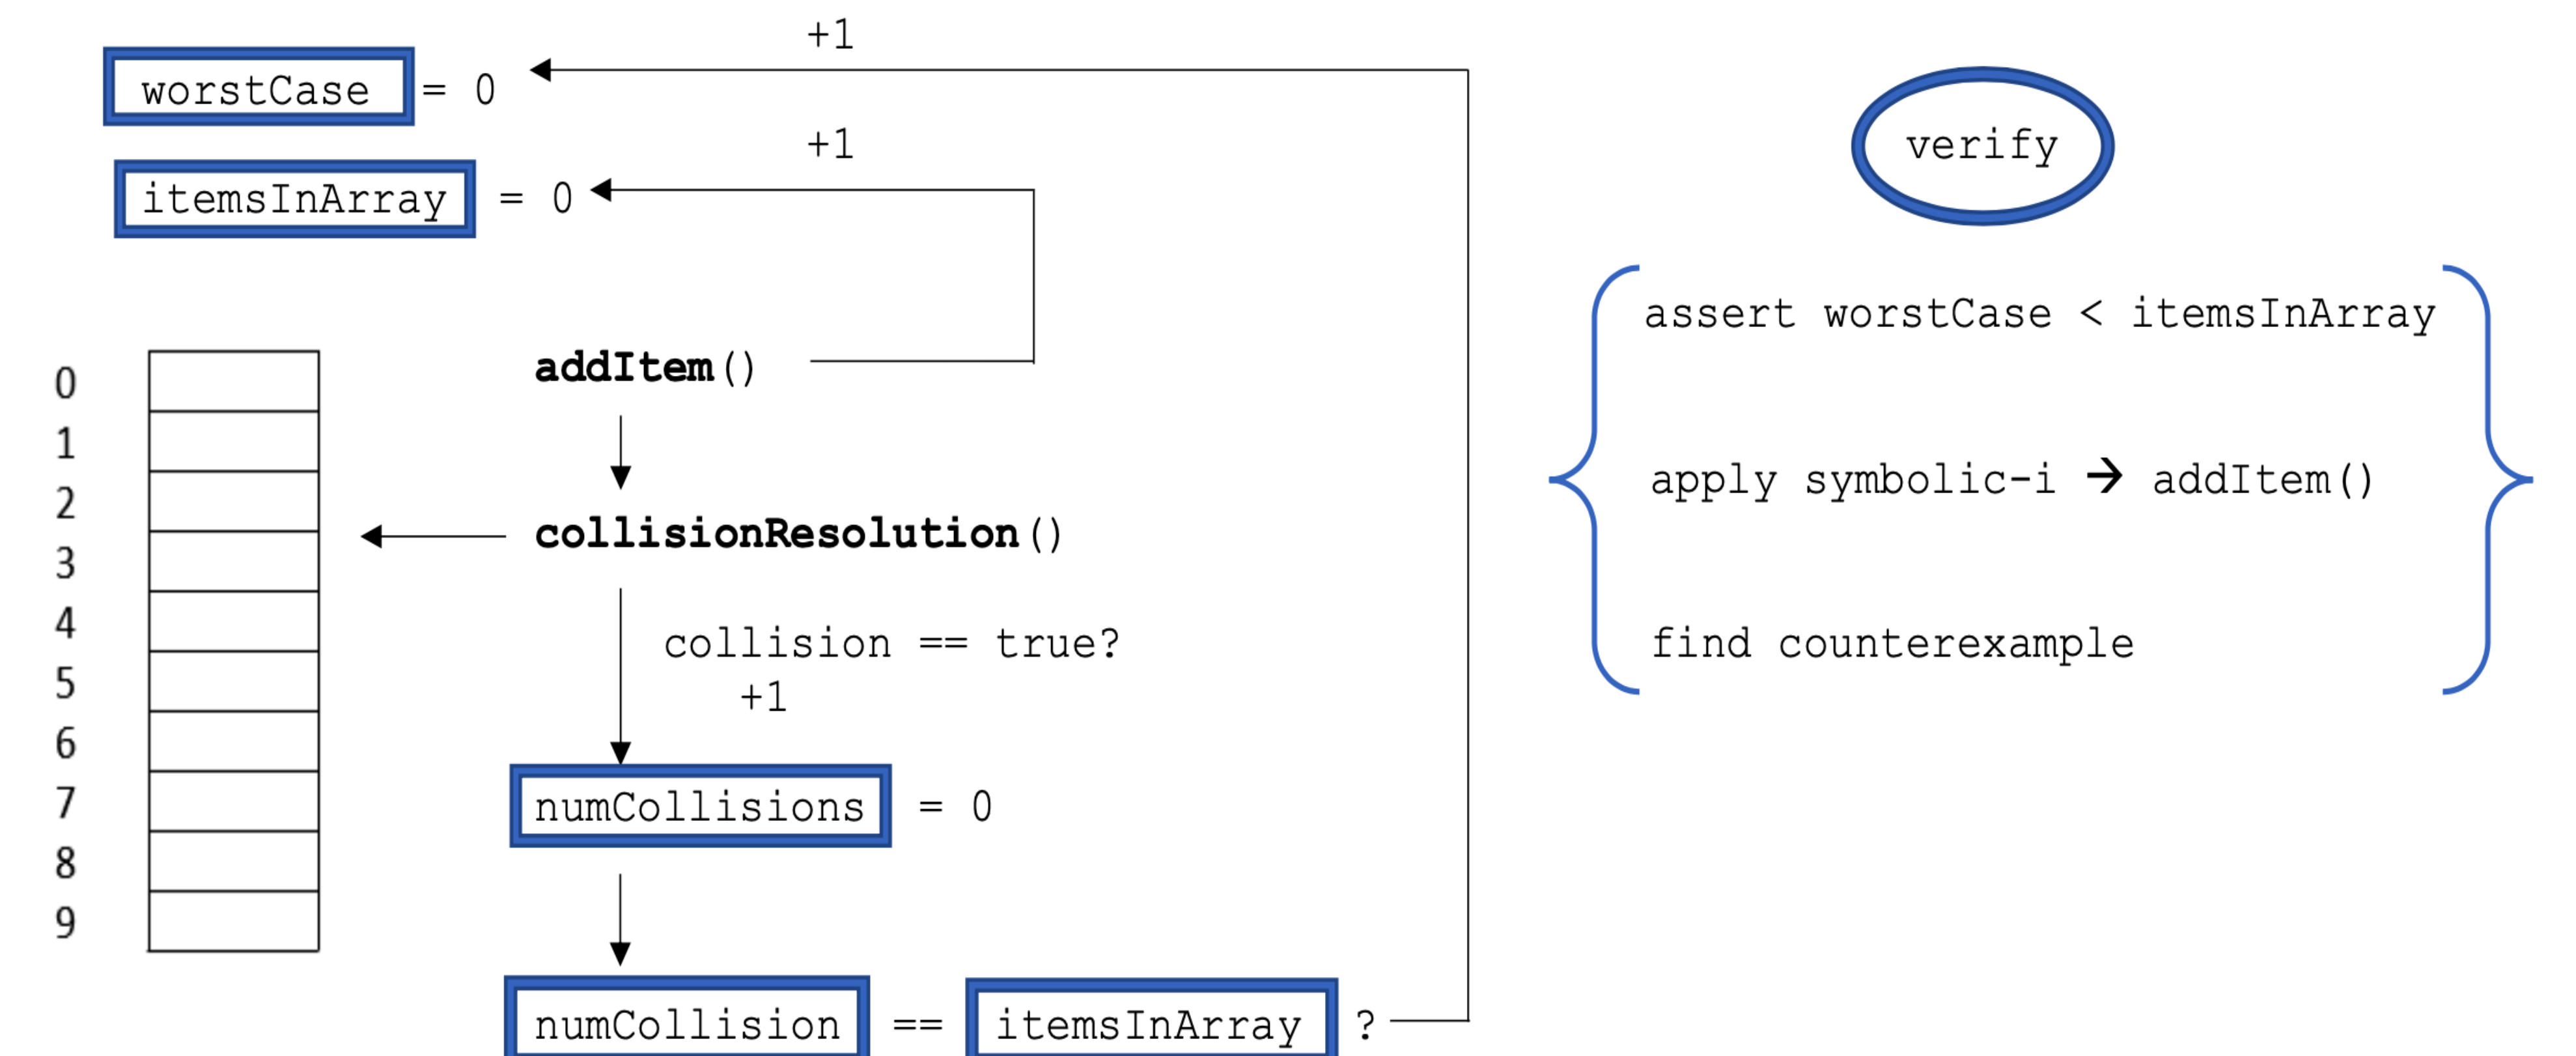 +1
worstCase = 0
+1
itemsInArray = 0
verify
assert worstCase < itemsInArray
addItem()
apply symbolic-i → addItem()
collisionResolution()
find counterexample
collision == true?
+1
numCollisions = 0
numCollision == itemsInArray ?
0
1
2
3
4
5
6
7
8
9